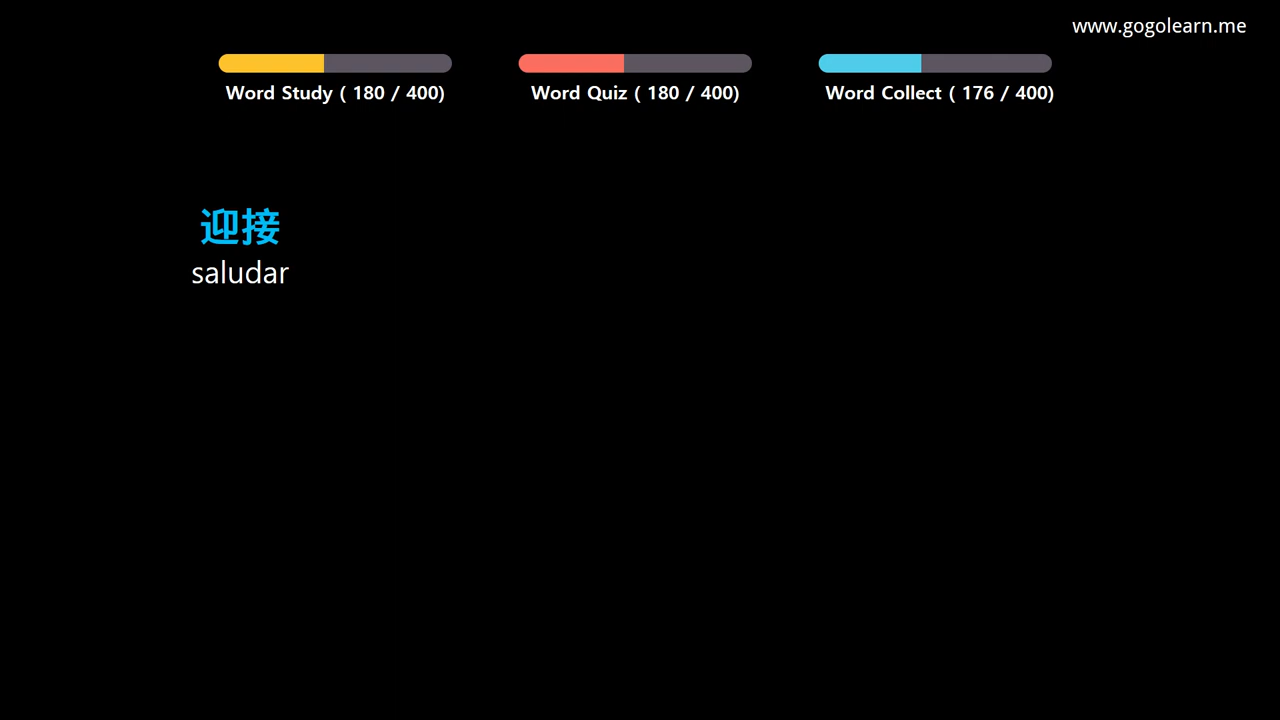 www.gogolearn.me
Word Study ( 180 / 400)
Word Quiz ( 180 / 400)
Word Collect ( 176 / 400)
迎接
saludar